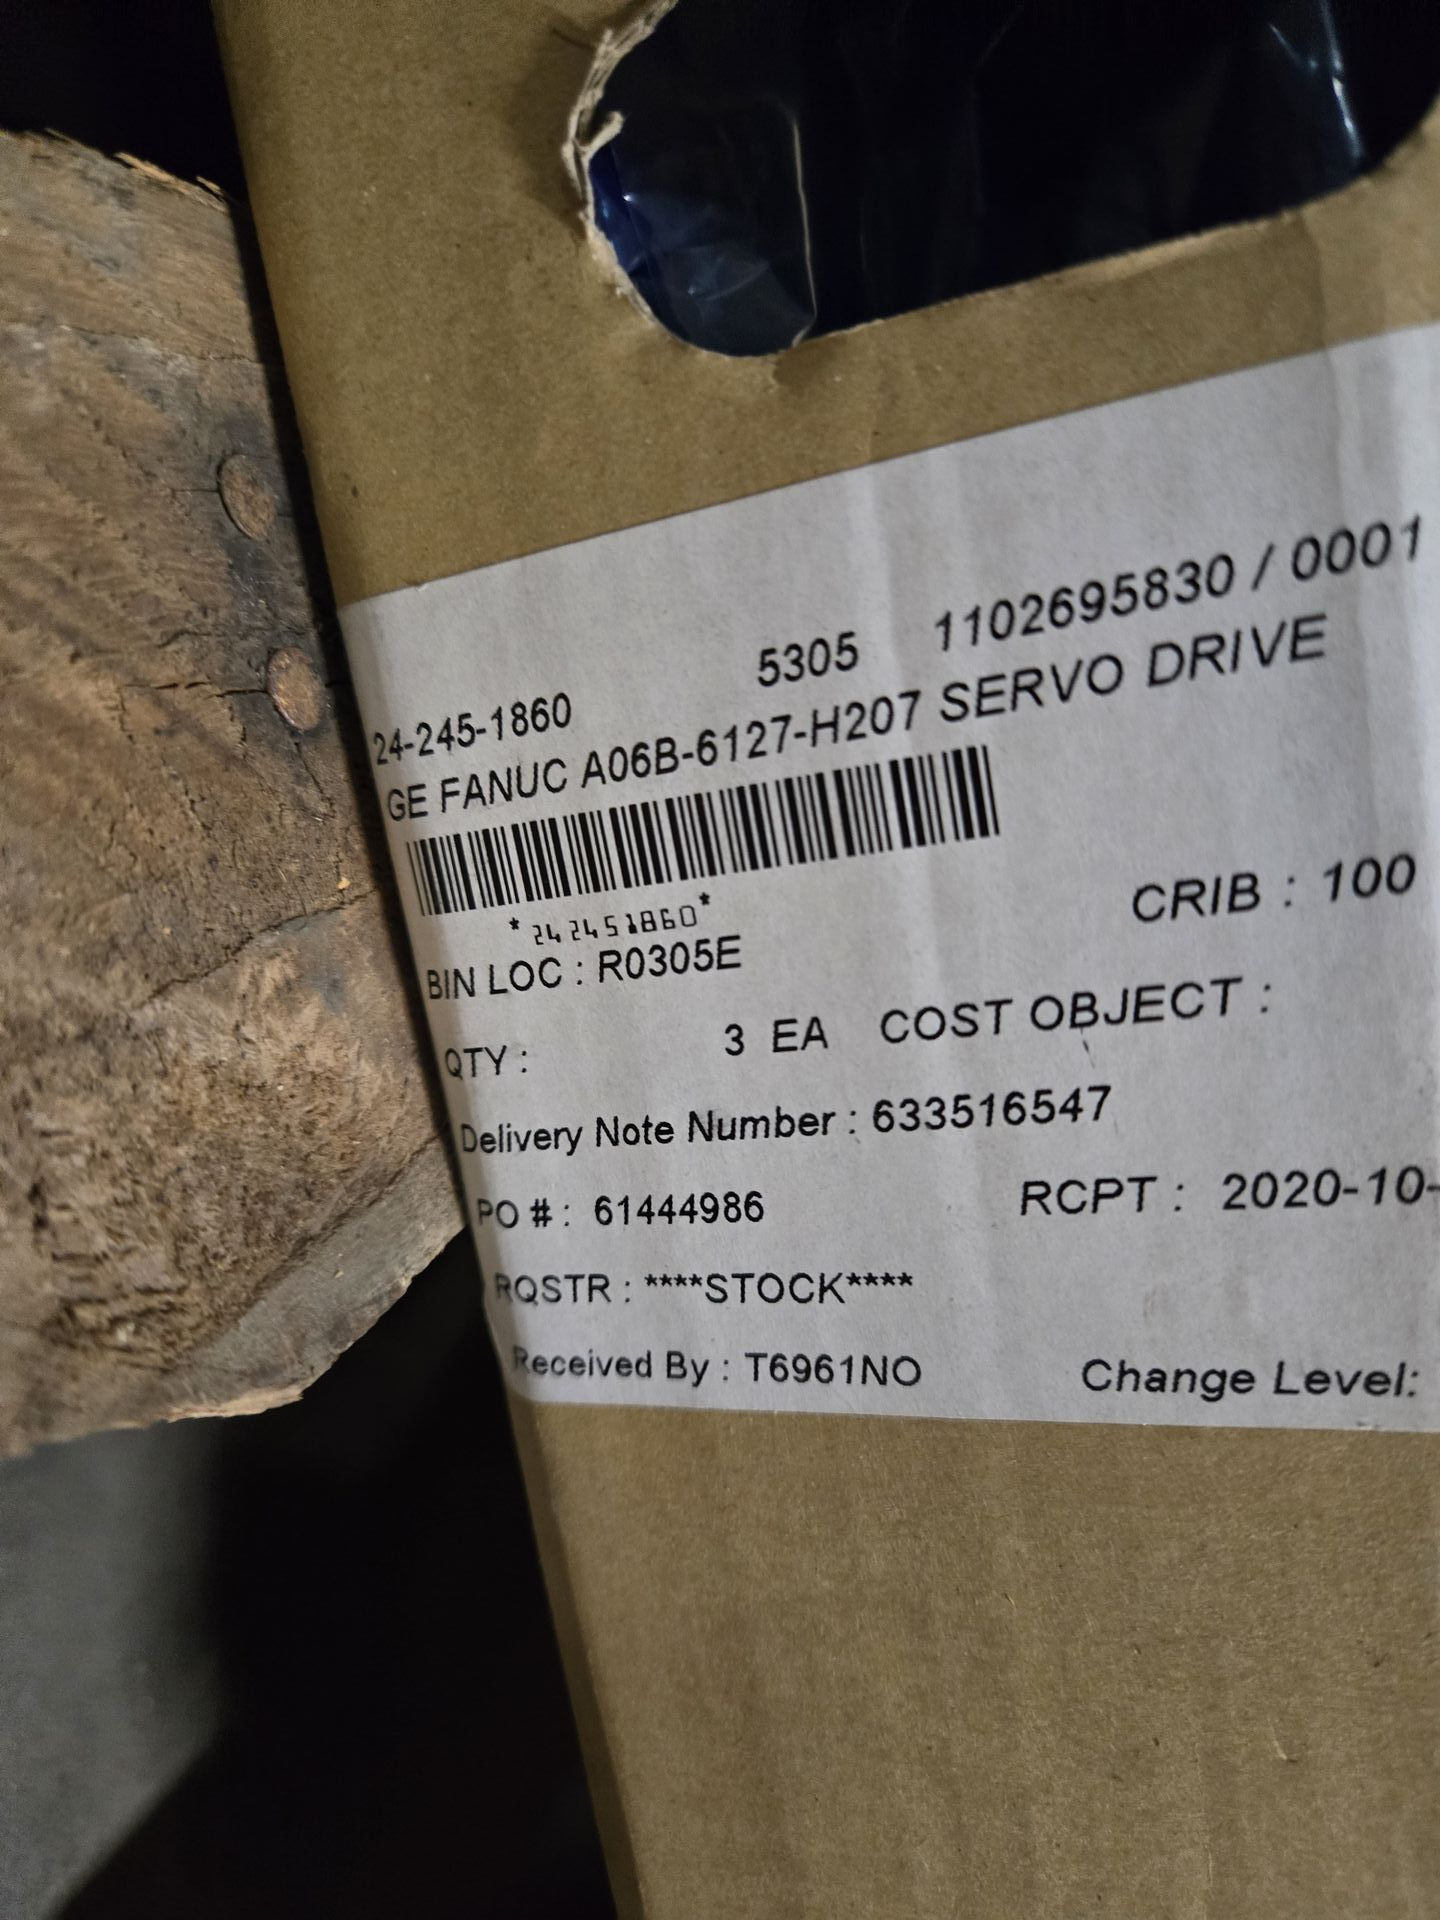 24-245-1860 5305 1102695830 / 0001
GE FANUC A06B-6127-H207 SERVO DRIVE
*242451860*
CRIB : 100
BIN LOC : R0305E
QTY : 3 EA COST OBJECT :
Delivery Note Number : 633516547
PO # : 61444986 RCPT : 2020-10-
RQSTR : ****STOCK****
Received By : T6961NO Change Level: